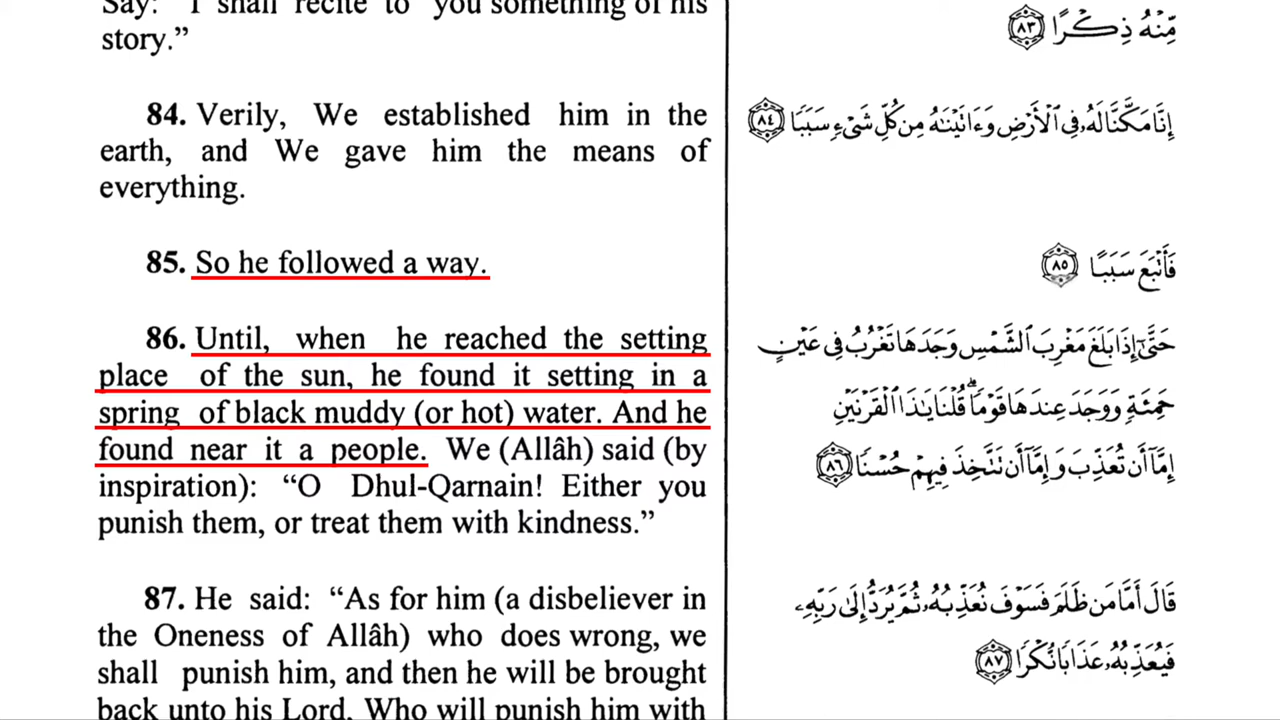 Say: "I shall recite to you something of his
story."
84. Verily, We established him in the
earth, and We gave him the means of
everything.
85. So he followed a way.
86. Until, when he reached the setting
place of the sun, he found it setting in a
spring of black muddy (or hot) water. And he
found near it a people. We (Allâh) said (by
inspiration): “O Dhul-Qarnain! Either you
punish them, or treat them with kindness.”
87. He said: “As for him (a disbeliever in
the Oneness of Allâh) who does wrong, we
shall punish him, and then he will be brought
back unto his Lord, Who will punish him with
مِّنْهُ ذِكْرًا ٨٣
إِنَّا مَكَّنَّا لَهُۥ فِى ٱلْأَرْضِ وَءَاتَيْنَٰهُ مِن كُلِّ شَىْءٍ سَبَبًا ٨٤
فَأَتْبَعَ سَبَبًا ٨٥
حَتَّىٰٓ إِذَا بَلَغَ مَغْرِبَ ٱلشَّمْسِ وَجَدَهَا تَغْرُبُ فِى عَيْنٍ
حَمِئَةٍ وَوَجَدَ عِندَهَا قَوْمًا ۗ قُلْنَا يَٰذَا ٱلْقَرْنَيْنِ
إِمَّآ أَن تُعَذِّبَ وَإِمَّآ أَن تَتَّخِذَ فِيهِمْ حُسْنًا ٨٦
قَالَ أَمَّا مَن ظَلَمَ فَسَوْفَ نُعَذِّبُهُۥ ثُمَّ يُرَدُّ إِلَىٰ رَبِّهِۦ
فَيُعَذِّبُهُۥ عَذَابًا نُّكْرًا ٨٧